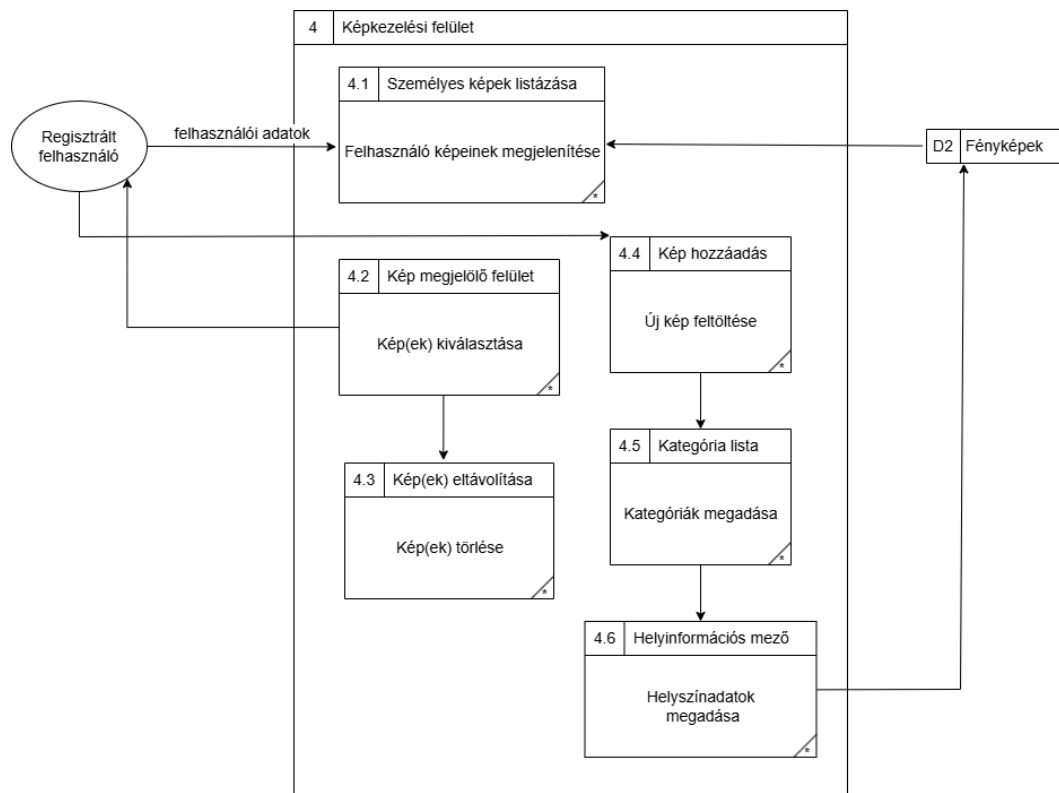 4 Képkezelési felület
4.1 Személyes képek listázása
Regisztrált
felhasználó
felhasználói adatok
Felhasználó képeinek megjelenítése
*
D2 Fényképek
4.4 Kép hozzáadás
Új kép feltöltése
*
4.2 Kép megjelölő felület
Kép(ek) kiválasztása
*
4.5 Kategória lista
Kategóriák megadása
*
4.3 Kép(ek) eltávolítása
Kép(ek) törlése
*
4.6 Helyinformációs mező
Helyszínadatok
megadása
*